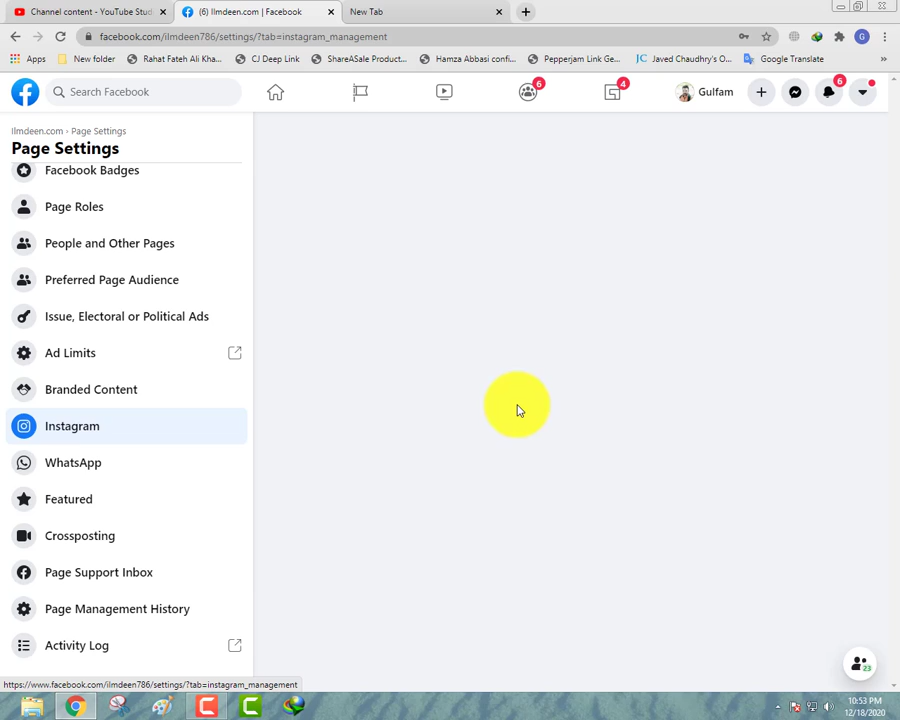 Channel content - YouTube Stud
(6) Ilmdeen.com | Facebook
New Tab
facebook.com/ilmdeen786/settings/?tab=instagram_management
Apps
New folder
Rahat Fateh Ali Kha...
CJ Deep Link
ShareASale Product...
Hamza Abbasi confi...
Pepperjam Link Ge...
JC Javed Chaudhry's O...
Google Translate
»
Search Facebook
6
4
Gulfam
6
ilmdeen.com › Page Settings
Page Settings
Facebook Badges
Page Roles
People and Other Pages
Preferred Page Audience
Issue, Electoral or Political Ads
Ad Limits
Branded Content
Instagram
WhatsApp
Featured
Crossposting
Page Support Inbox
Page Management History
Activity Log
23
https://www.facebook.com/ilmdeen786/settings/?tab=instagram_management
10:53 PM
12/18/2020